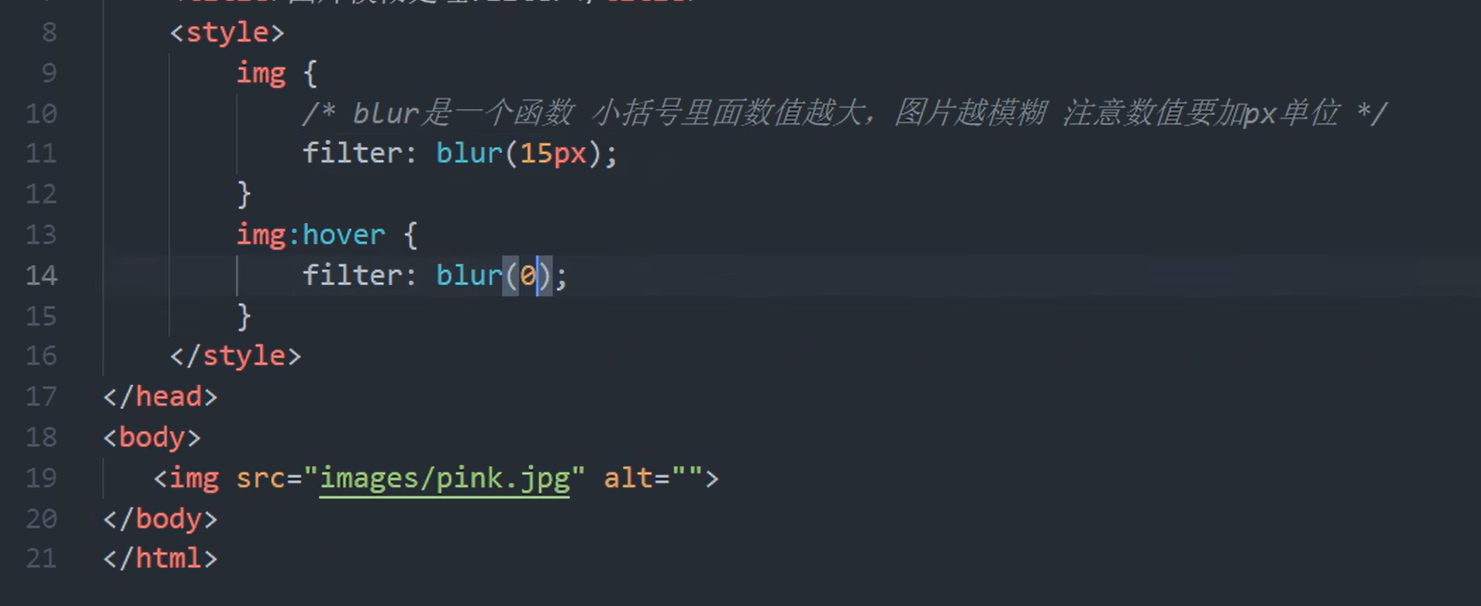 8 <style>
9 img {
10 /* blur是一个函数 小括号里面数值越大，图片越模糊 注意数值要加px单位 */
11 filter: blur(15px);
12 }
13 img:hover {
14 filter: blur(0);
15 }
16 </style>
17 </head>
18 <body>
19 <img src="images/pink.jpg" alt="">
20 </body>
21 </html>